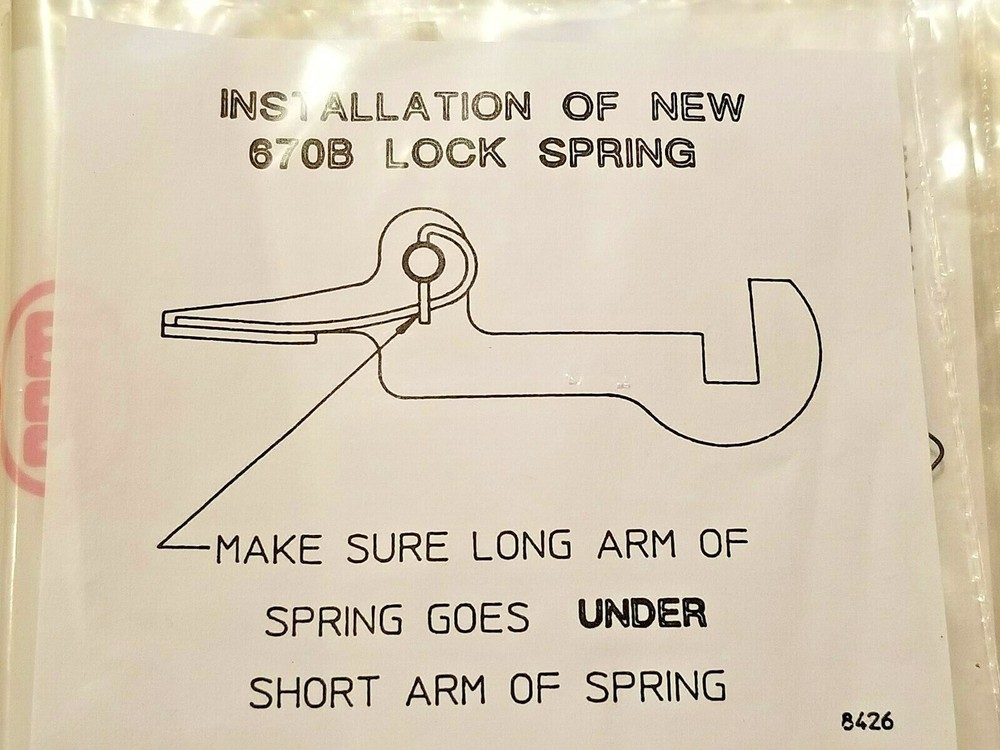 INSTALLATION OF NEW
670B LOCK SPRING
MAKE SURE LONG ARM OF
SPRING GOES UNDER
SHORT ARM OF SPRING
8426